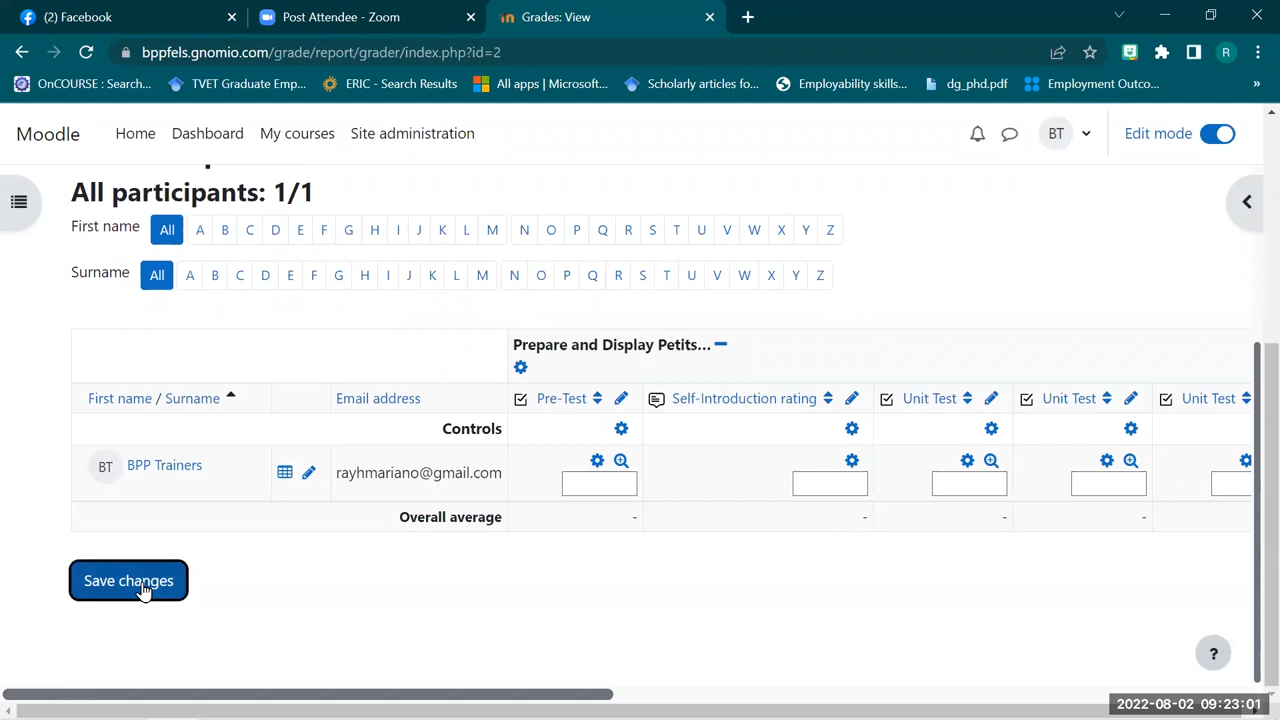 (2) Facebook
Post Attendee - Zoom
Grades: View
bppfels.gnomio.com/grade/report/grader/index.php?id=2
R
OnCOURSE : Search...
TVET Graduate Emp...
ERIC - Search Results
All apps | Microsoft...
Scholarly articles fo...
Employability skills...
dg_phd.pdf
Employment Outco...
»
Moodle
Home
Dashboard
My courses
Site administration
BT
Edit mode
All participants: 1/1
First name All A B C D E F G H I J K L M N O P Q R S T U V W X Y Z
Surname All A B C D E F G H I J K L M N O P Q R S T U V W X Y Z
Prepare and Display Petits...
First name / Surname
Email address
Pre-Test
Self-Introduction rating
Unit Test
Unit Test
Unit Test
Controls
BT BPP Trainers
rayhmariano@gmail.com
Overall average - - - -
Save changes
?
2022-08-02 09:23:01